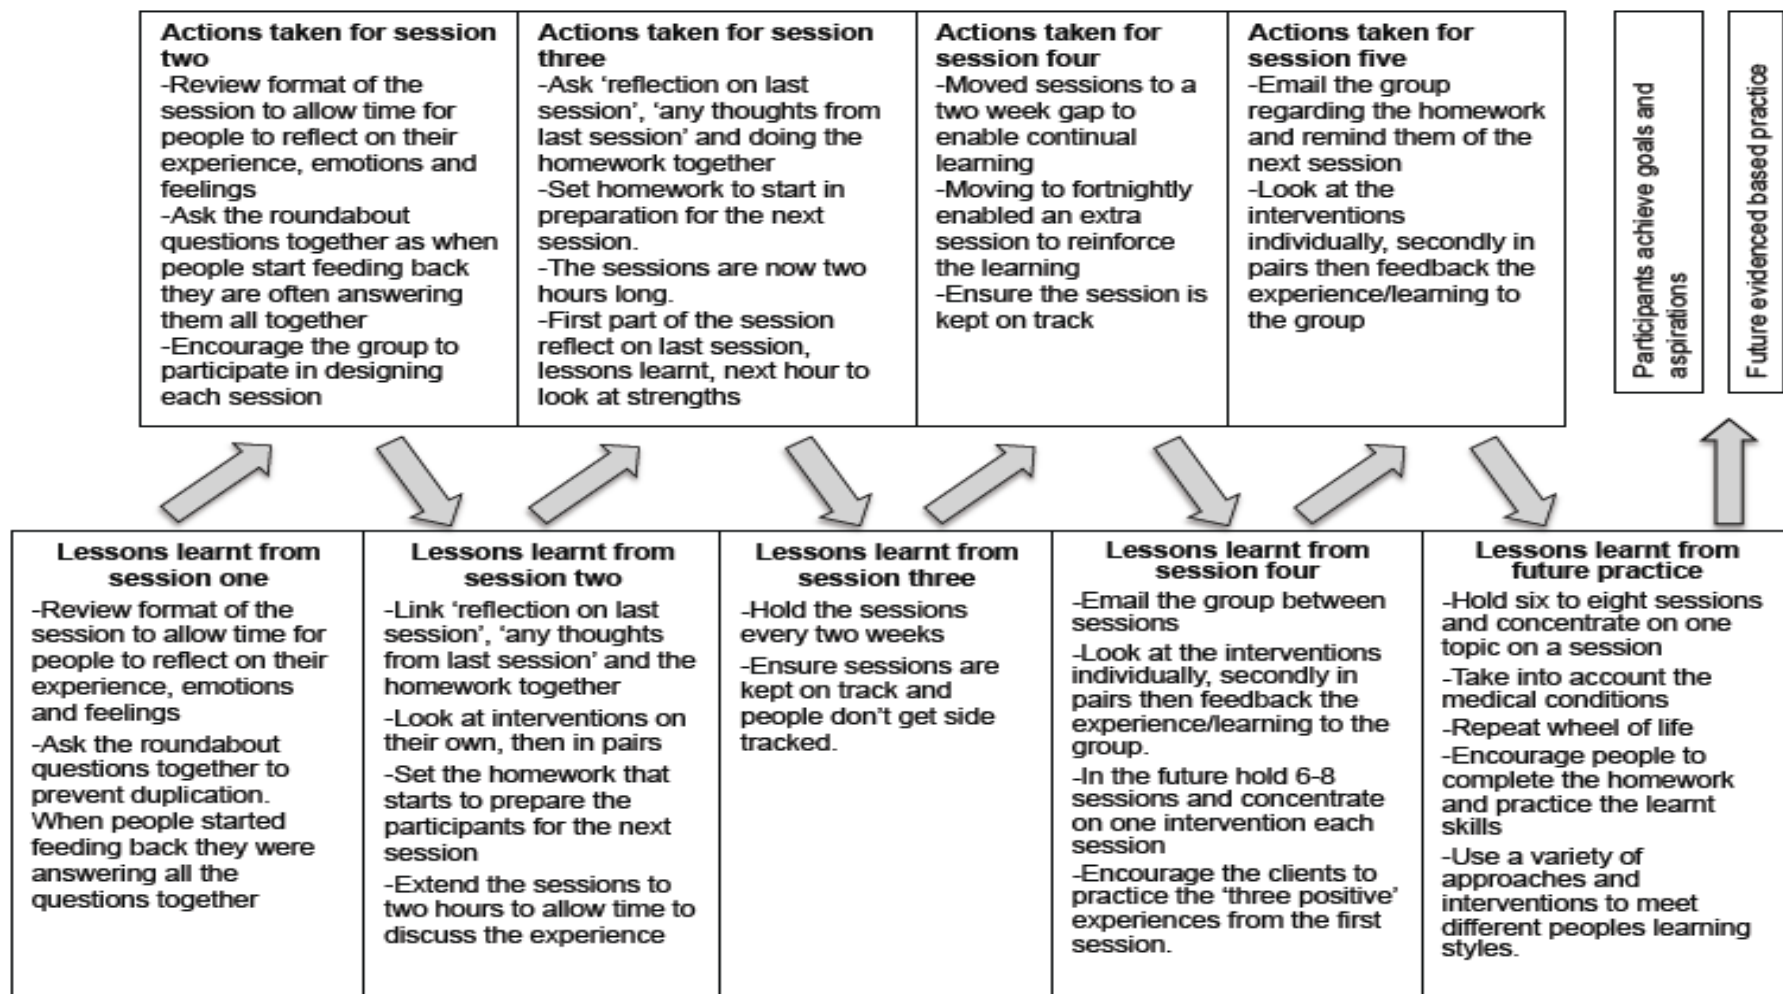 Actions taken for session
two
-Review format of the
session to allow time for
people to reflect on their
experience, emotions and
feelings
-Ask the roundabout
questions together as when
people start feeding back
they are often answering
them all together
-Encourage the group to
participate in designing
each session
Actions taken for session
three
-Ask ‘reflection on last
session’, ‘any thoughts from
last session’ and doing the
homework together
-Set homework to start in
preparation for the next
session.
-The sessions are now two
hours long.
-First part of the session
reflect on last session,
lessons learnt, next hour to
look at strengths
Actions taken for
session four
-Moved sessions to a
two week gap to
enable continual
learning
-Moving to fortnightly
enabled an extra
session to reinforce
the learning
-Ensure the session is
kept on track
Actions taken for
session five
-Email the group
regarding the homework
and remind them of the
next session
-Look at the
interventions
individually, secondly in
pairs then feedback the
experience/learning to
the group
Participants achieve goals and
aspirations
Future evidenced based practice
Lessons learnt from
session one
-Review format of the
session to allow time for
people to reflect on their
experience, emotions
and feelings
-Ask the roundabout
questions together to
prevent duplication.
When people started
feeding back they were
answering all the
questions together
Lessons learnt from
session two
-Link ‘reflection on last
session’, ‘any thoughts
from last session’ and the
homework together
-Look at interventions on
their own, then in pairs
-Set the homework that
starts to prepare the
participants for the next
session
-Extend the sessions to
two hours to allow time to
discuss the experience
Lessons learnt from
session three
-Hold the sessions
every two weeks
-Ensure sessions are
kept on track and
people don’t get side
tracked.
Lessons learnt from
session four
-Email the group between
sessions
-Look at the interventions
individually, secondly in
pairs then feedback the
experience/learning to the
group.
-In the future hold 6-8
sessions and concentrate
on one intervention each
session
-Encourage the clients to
practice the ‘three positive’
experiences from the first
session.
Lessons learnt from
future practice
-Hold six to eight sessions
and concentrate on one
topic on a session
-Take into account the
medical conditions
-Repeat wheel of life
-Encourage people to
complete the homework
and practice the learnt
skills
-Use a variety of
approaches and
interventions to meet
different peoples learning
styles.